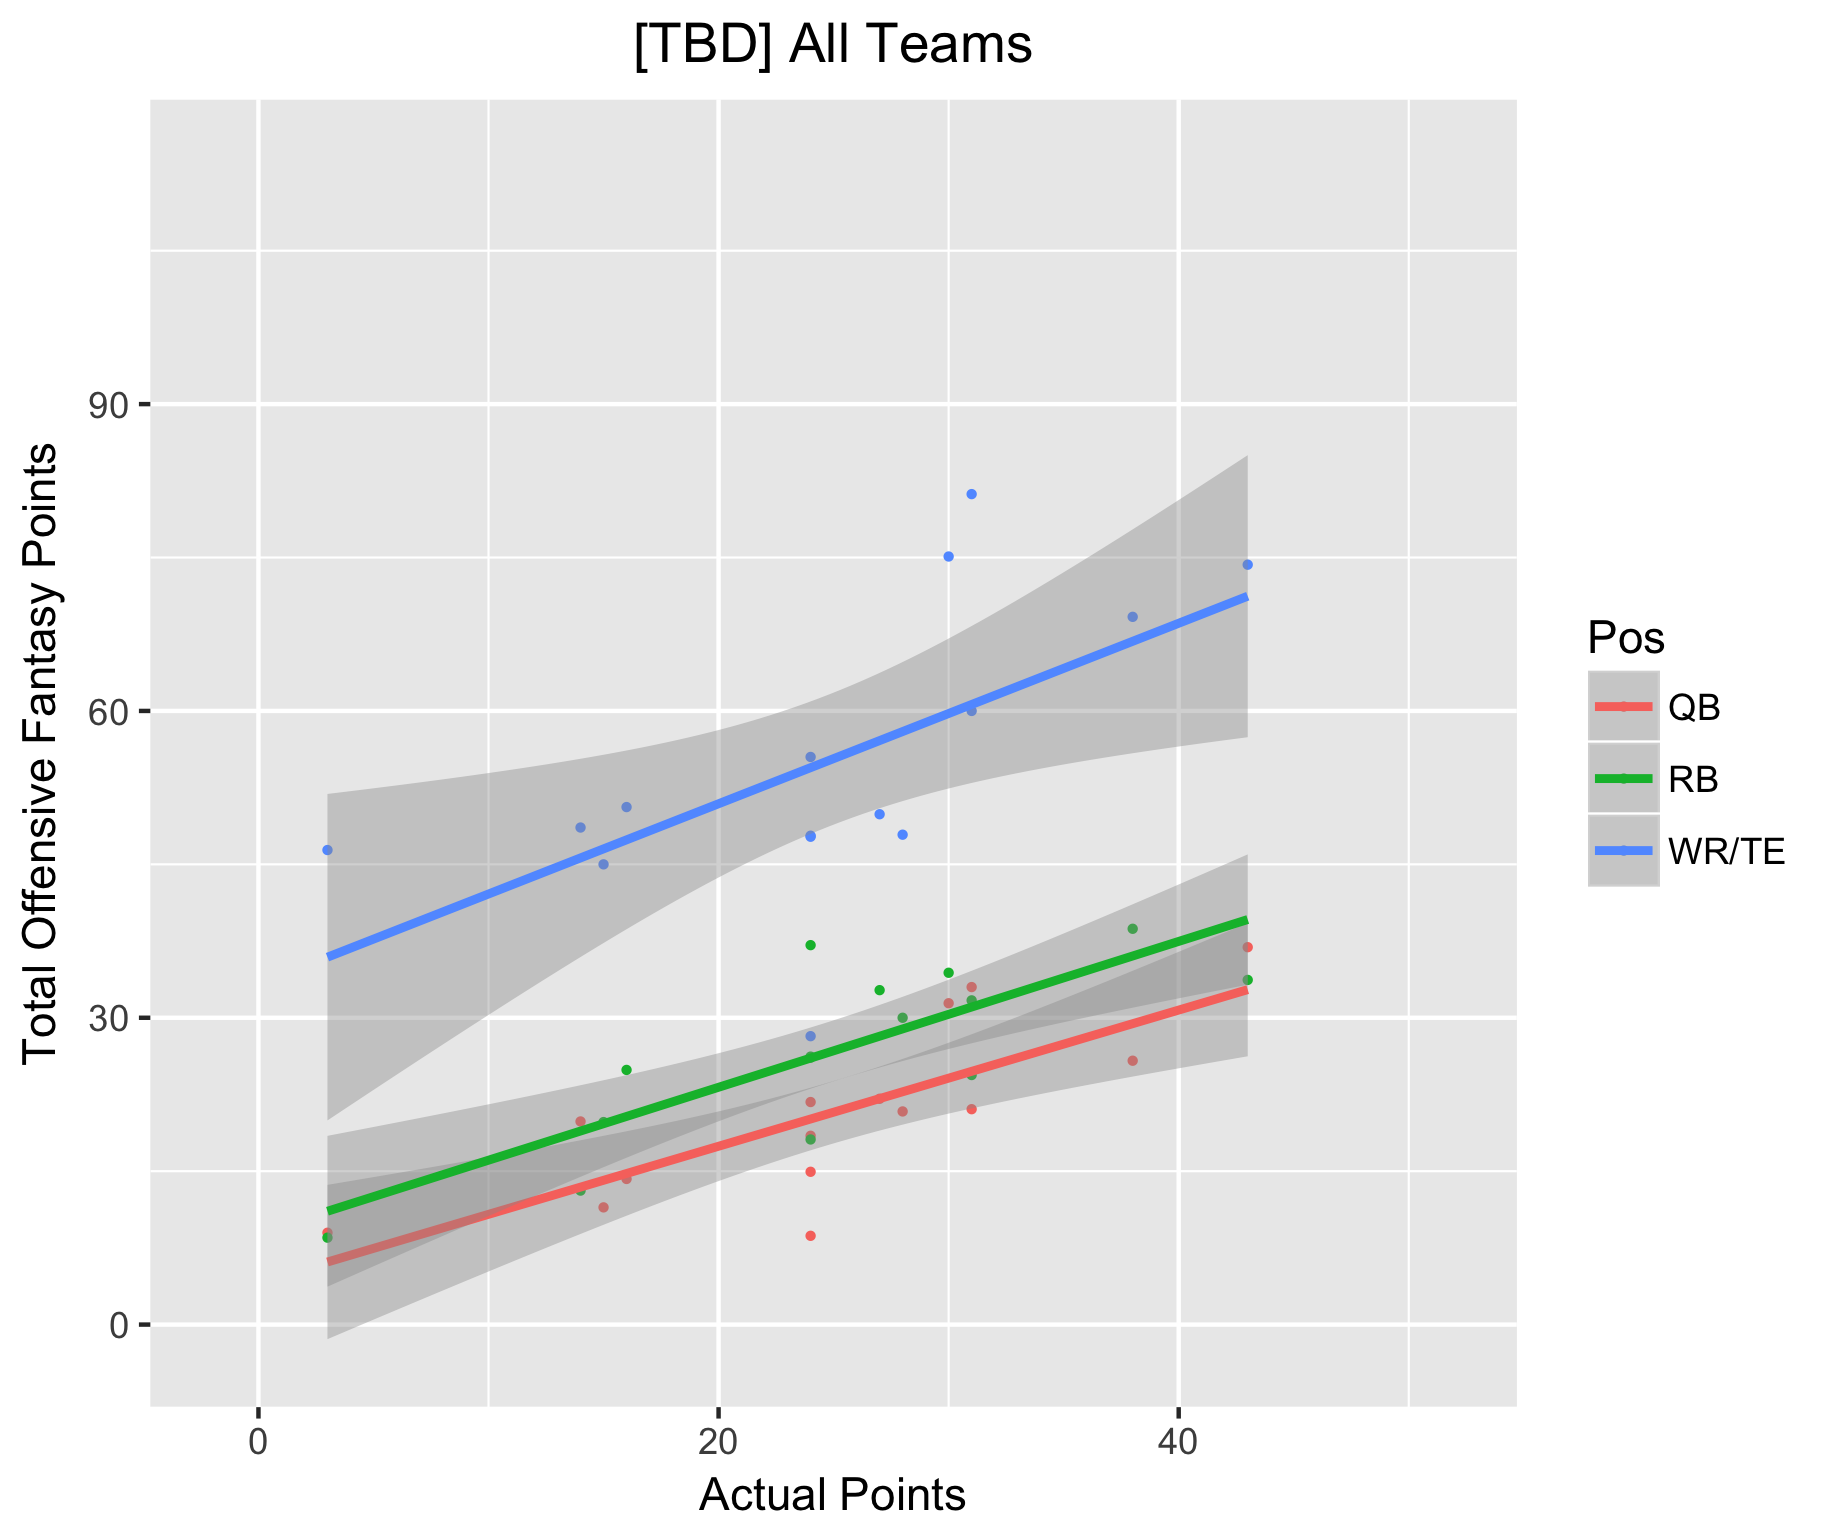 [TBD] All Teams
Total Offensive Fantasy Points
90
60
30
0
0 20 40
Actual Points
Pos
QB
RB
WR/TE